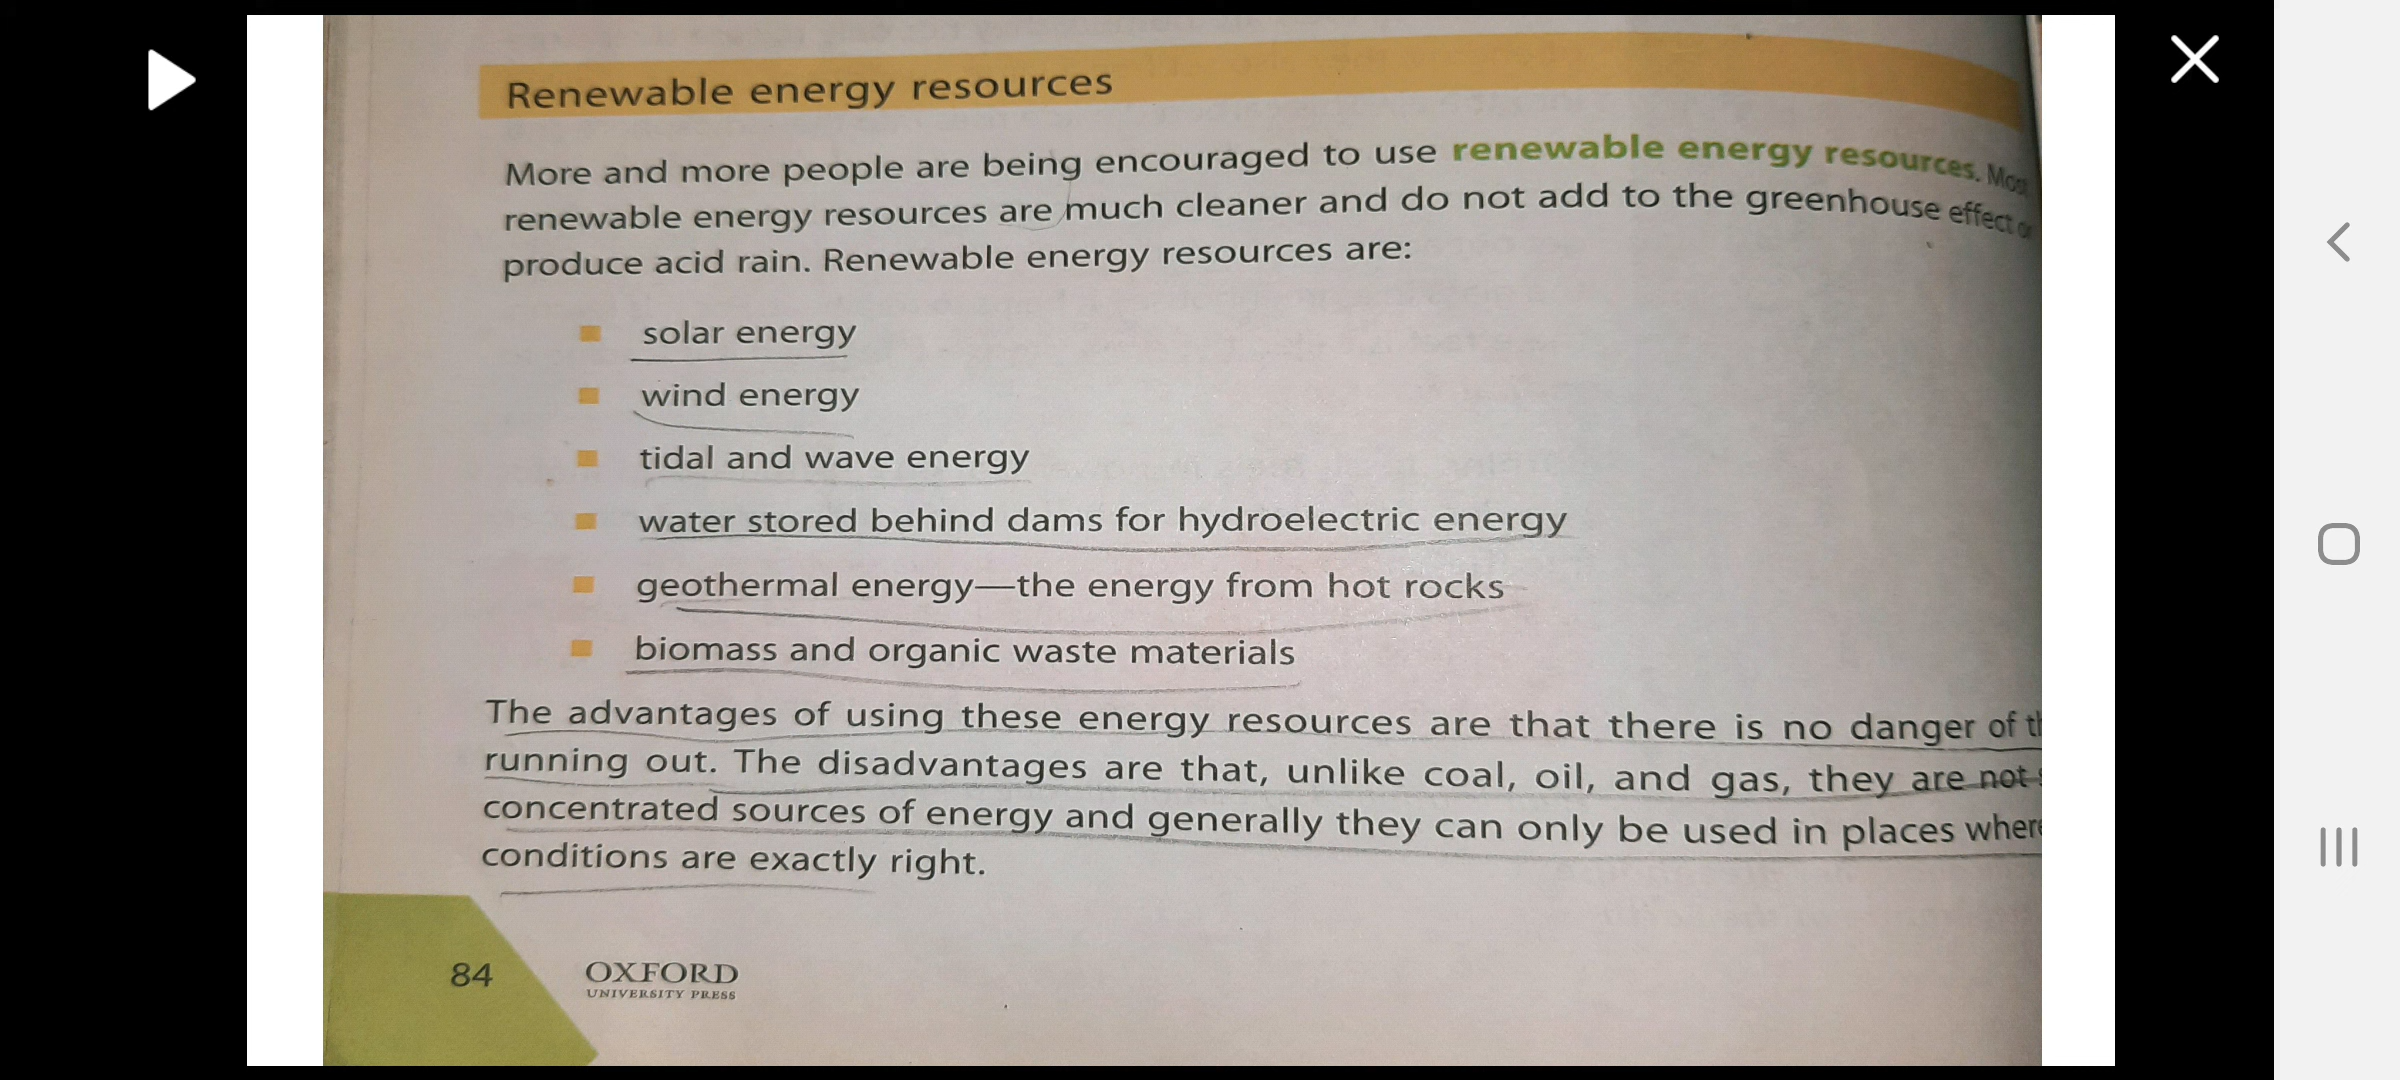 Renewable energy resources
More and more people are being encouraged to use renewable energy resources.
renewable energy resources are much cleaner and do not add to the greenhouse effect
produce acid rain. Renewable energy resources are:
solar energy
wind energy
tidal and wave energy
water stored behind dams for hydroelectric energy
geothermal energy—the energy from hot rocks
biomass and organic waste materials
The advantages of using these energy resources are that there is no danger of
running out. The disadvantages are that, unlike coal, oil, and gas, they are not
concentrated sources of energy and generally they can only be used in places
conditions are exactly right.
84
OXFORD
UNIVERSITY PRESS